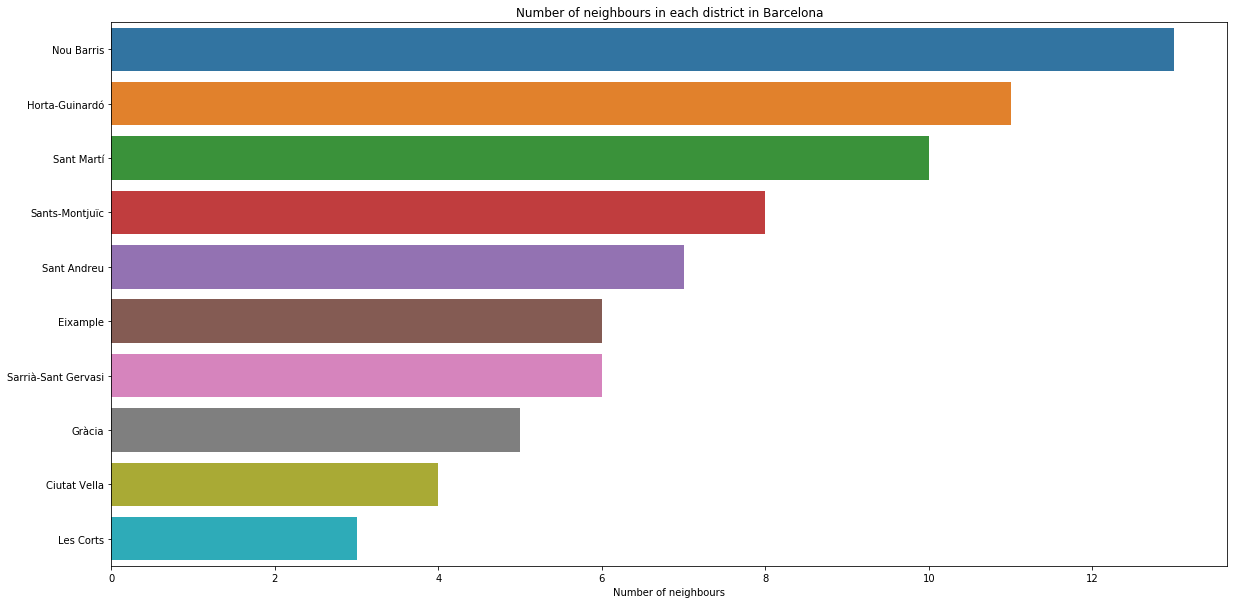 Number of neighbours in each district in Barcelona
Nou Barris
Horta-Guinardó
Sant Martí
Sants-Montjuïc
Sant Andreu
Eixample
Sarrià-Sant Gervasi
Gràcia
Ciutat Vella
Les Corts
0 2 4 6 8 10 12
Number of neighbours